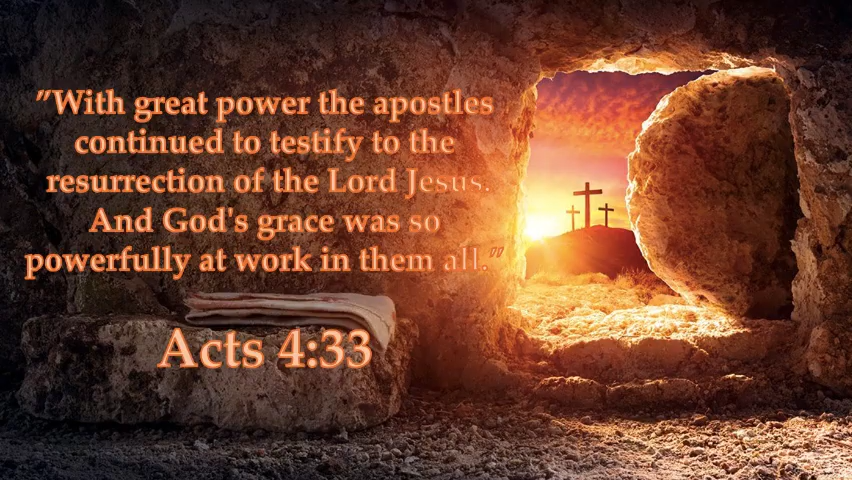 "With great power the apostles
continued to testify to the
resurrection of the Lord Jesus.
And God's grace was so
powerfully at work in them all."
Acts 4:33